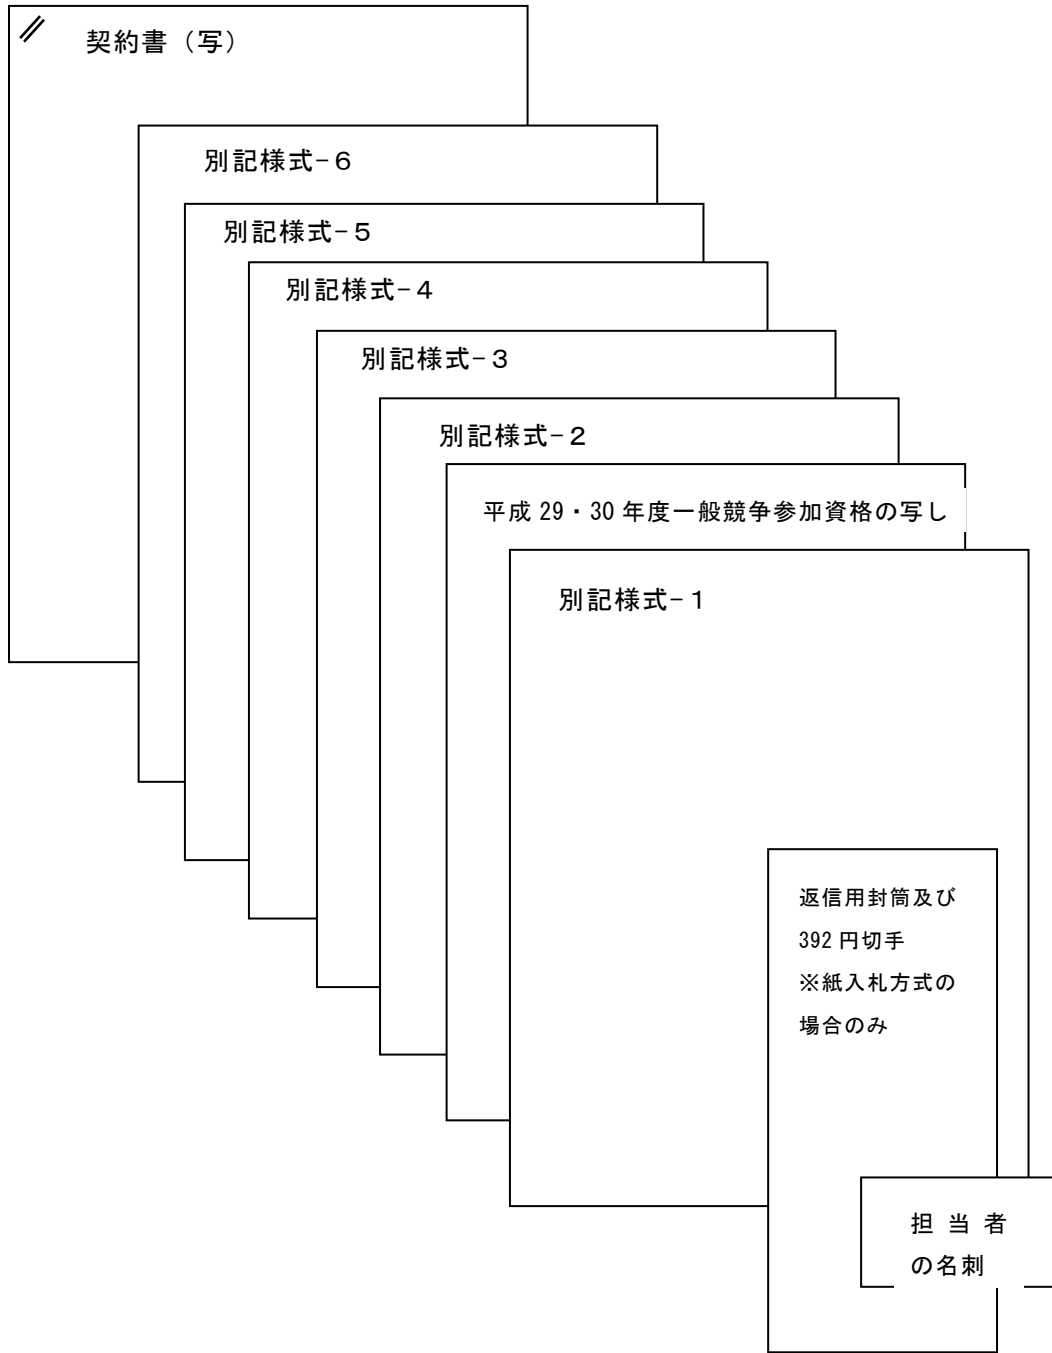 契約書（写）
別記様式-６
別記様式-５
別記様式-４
別記様式-３
別記様式-２
平成 29・30 年度一般競争参加資格の写し
別記様式-１
返信用封筒及び
392 円切手
※紙入札方式の
場合のみ
担 当 者
の名刺